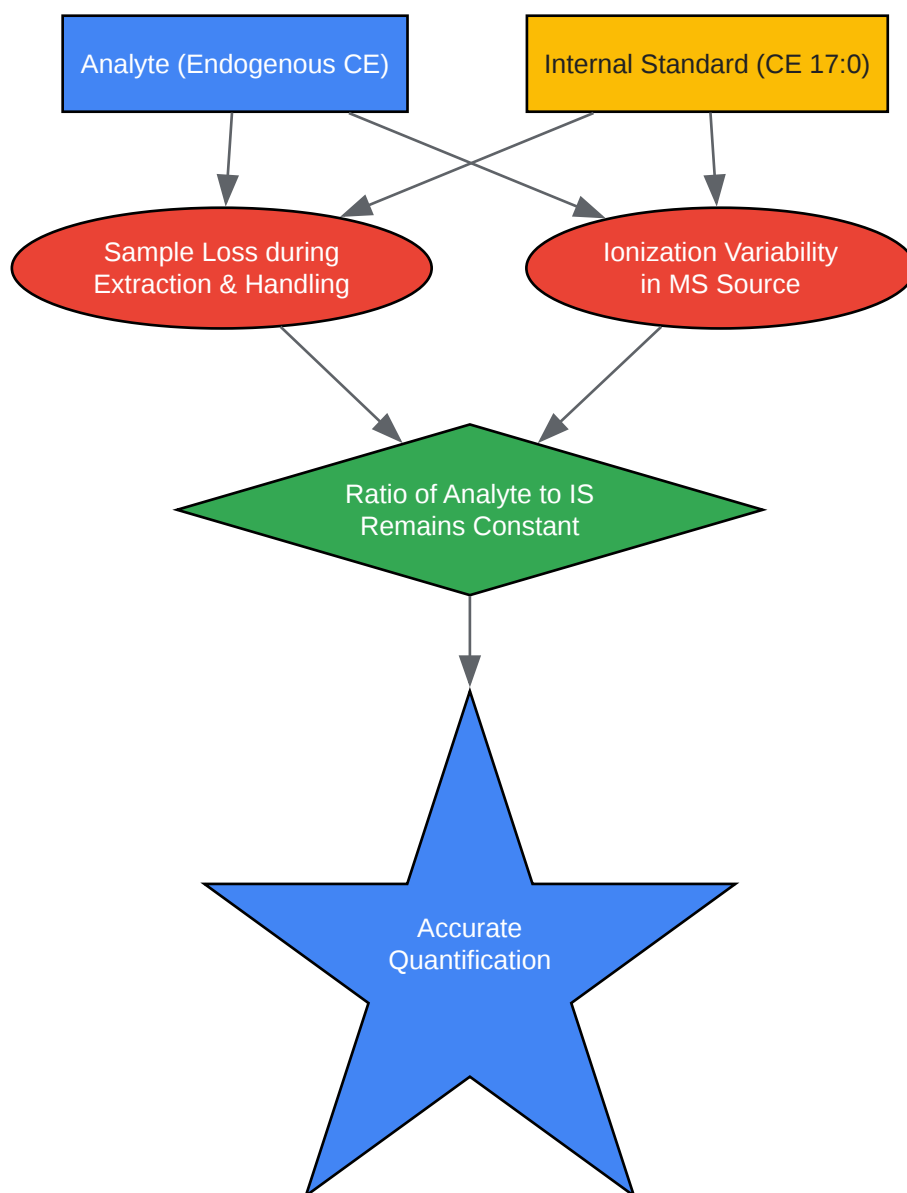 Analyte (Endogenous CE)
Internal Standard (CE 17:0)
Sample Loss during
Extraction & Handling
Ionization Variability
in MS Source
Ratio of Analyte to IS
Remains Constant
Accurate
Quantification